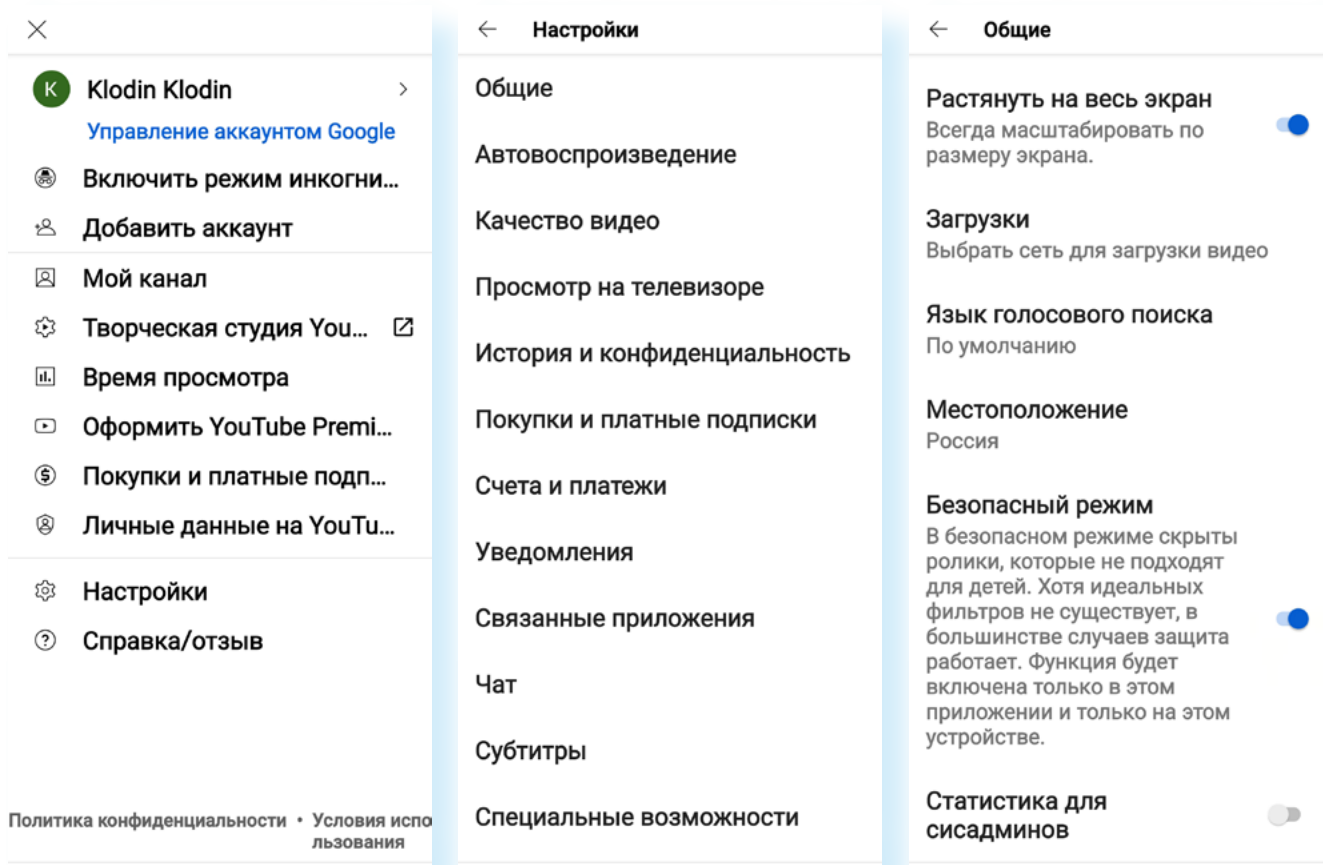 Klodin Klodin
Управление аккаунтом Google
Включить режим инкогни...
Добавить аккаунт
Мой канал
Творческая студия You...
Время просмотра
Оформить YouTube Premi...
Покупки и платные подп...
Личные данные на YouTu...
Настройки
Справка/отзыв
Политика конфиденциальности • Условия испо
льзования
Настройки
Общие
Автовоспроизведение
Качество видео
Просмотр на телевизоре
История и конфиденциальность
Покупки и платные подписки
Счета и платежи
Уведомления
Связанные приложения
Чат
Субтитры
Специальные возможности
Общие
Растянуть на весь экран
Всегда масштабировать по
размеру экрана.
Загрузки
Выбрать сеть для загрузки видео
Язык голосового поиска
По умолчанию
Местоположение
Россия
Безопасный режим
В безопасном режиме скрыты
ролики, которые не подходят
для детей. Хотя идеальных
фильтров не существует, в
большинстве случаев защита
работает. Функция будет
включена только в этом
приложении и только на этом
устройстве.
Статистика для
сисадминов